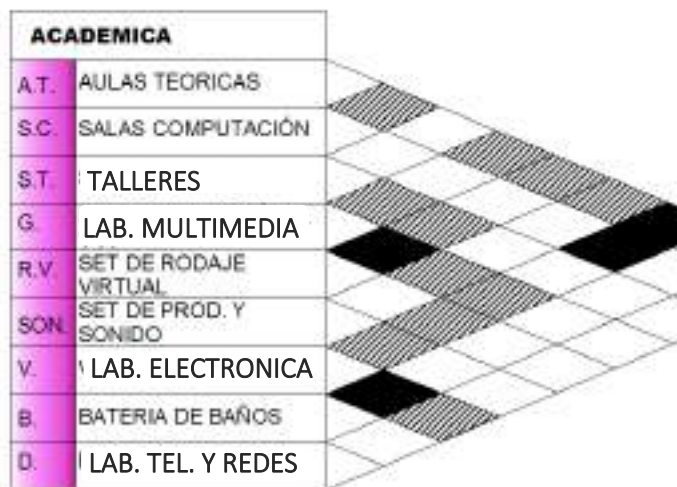 ACADEMICA
A.T. AULAS TEORICAS
S.C. SALAS COMPUTACIÓN
S.T. TALLERES
G. LAB. MULTIMEDIA
R.V. SET DE RODAJE
VIRTUAL
SON. SET DE PROD. Y
SONIDO
V. LAB. ELECTRONICA
B. BATERIA DE BAÑOS
D. LAB. TEL. Y REDES